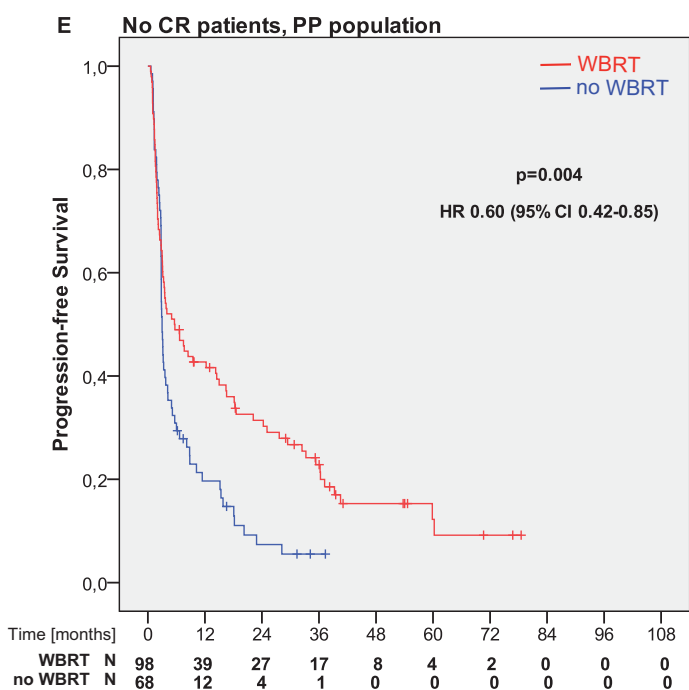 E No CR patients, PP population
WBRT
no WBRT
p=0.004
HR 0.60 (95% CI 0.42-0.85)
Progression-free Survival
1,0
0,8
0,6
0,4
0,2
0,0
Time [months] 0 12 24 36 48 60 72 84 96 108
WBRT N 98 39 27 17 8 4 2 0 0 0
no WBRT N 68 12 4 1 0 0 0 0 0 0